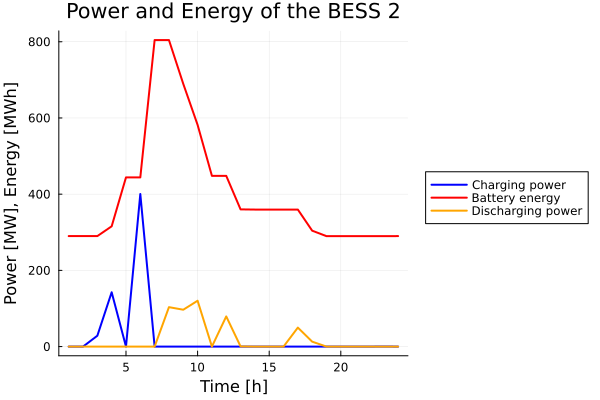 Power and Energy of the BESS 2
Power [MW], Energy [MWh]
800
600
400
200
0
5 10 15 20
Time [h]
Charging power
Battery energy
Discharging power